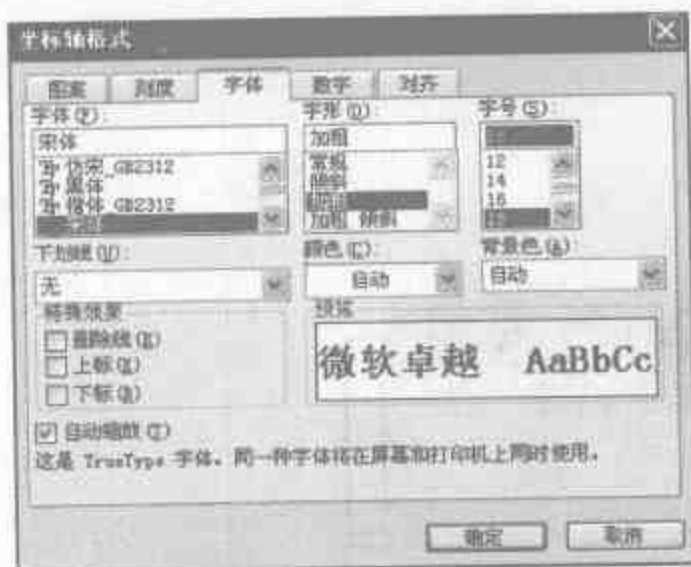 坐标轴格式
图案 刻度 字体 数字 对齐
字体(F): 字形(O): 字号(S):
宋体 加粗
仿宋_GB2312 常规 12
黑体 倾斜 14
楷体_GB2312 加粗 16
加粗 倾斜 18
下划线(U): 颜色(C): 背景色(A):
无 自动 自动
特殊效果 预览
删除线(K)
上标(E)
下标(B)
微软卓越 AaBbCc
自动缩放(T)
这是 TrueType 字体。同一种字体将在屏幕和打印机上同时使用。
确定 取消